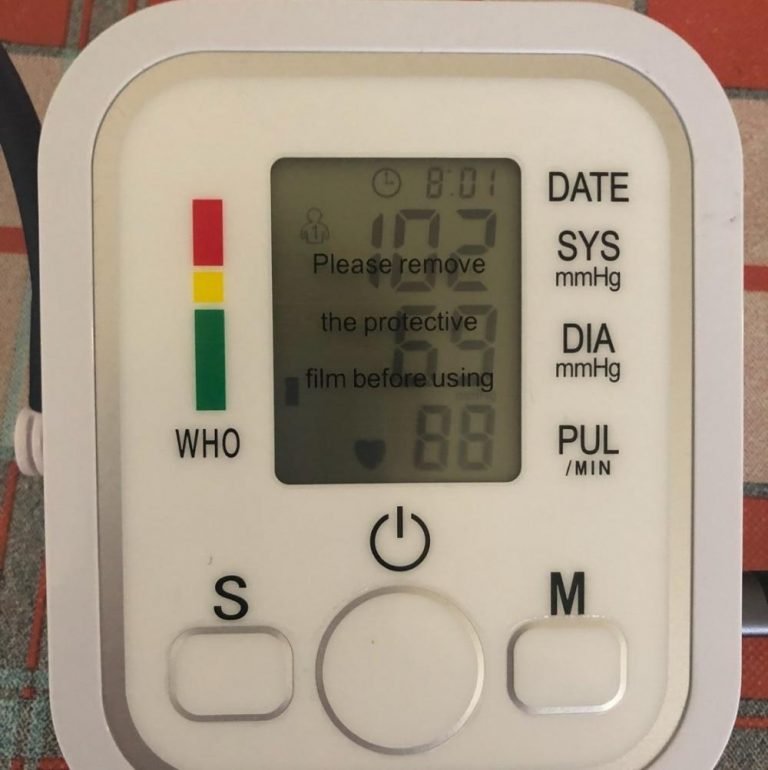 8:01
DATE
102
SYS
mmHg
Please remove
the protective
69
DIA
mmHg
film before using
WHO
88
PUL
/MIN
S
M